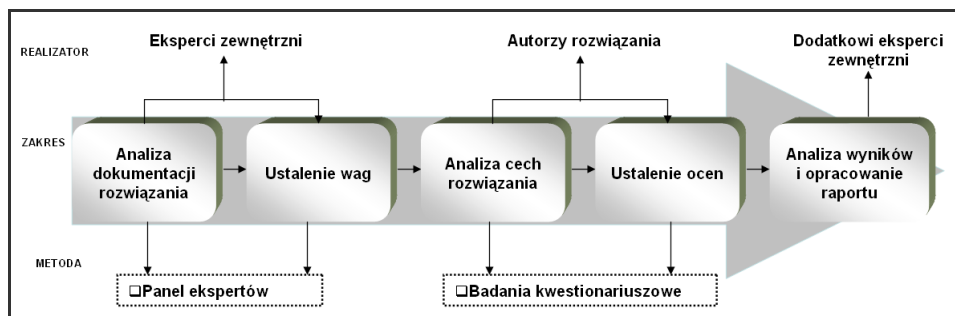 REALIZATOR
Eksperci zewnętrzni
Autorzy rozwiązania
Dodatkowi eksperci
zewnętrzni
ZAKRES
Analiza
dokumentacji
rozwiązania
Ustalenie wag
Analiza cech
rozwiązania
Ustalenie ocen
Analiza wyników
i opracowanie
raportu
METODA
❑Panel ekspertów
❑Badania kwestionariuszowe